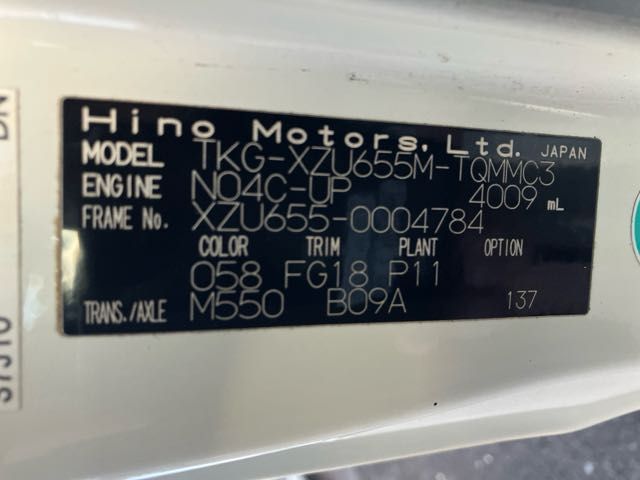 Hino Motors, Ltd. JAPAN
MODEL TKG-XZU655M-TQMMC3
ENGINE N04C-UP 4009 mL
FRAME No. XZU655-0004784
COLOR TRIM PLANT OPTION
058 FG18 P11
TRANS./AXLE M550 B09A 137